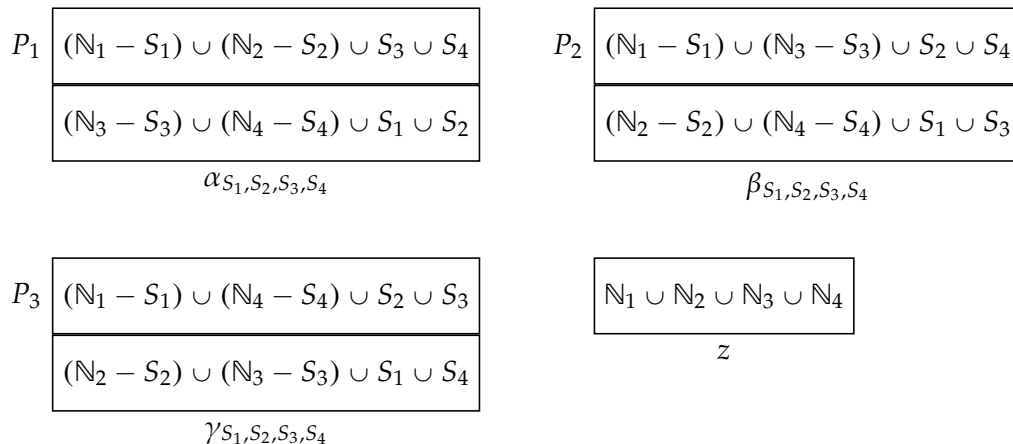 P₁ (ℕ₁ − S₁) ∪ (ℕ₂ − S₂) ∪ S₃ ∪ S₄
(ℕ₃ − S₃) ∪ (ℕ₄ − S₄) ∪ S₁ ∪ S₂
α_{S₁,S₂,S₃,S₄}
P₂ (ℕ₁ − S₁) ∪ (ℕ₃ − S₃) ∪ S₂ ∪ S₄
(ℕ₂ − S₂) ∪ (ℕ₄ − S₄) ∪ S₁ ∪ S₃
β_{S₁,S₂,S₃,S₄}
P₃ (ℕ₁ − S₁) ∪ (ℕ₄ − S₄) ∪ S₂ ∪ S₃
(ℕ₂ − S₂) ∪ (ℕ₃ − S₃) ∪ S₁ ∪ S₄
γ_{S₁,S₂,S₃,S₄}
ℕ₁ ∪ ℕ₂ ∪ ℕ₃ ∪ ℕ₄
z